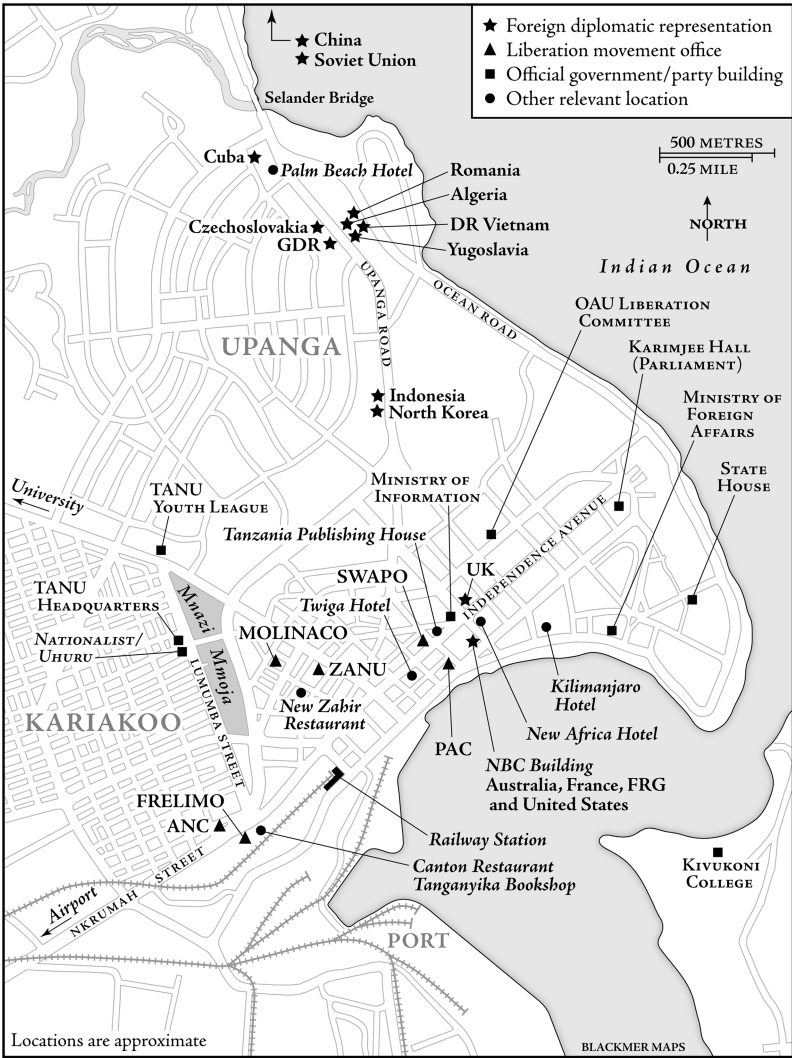 China
Soviet Union
★ Foreign diplomatic representation
▲ Liberation movement office
■ Official government/party building
● Other relevant location
Selander Bridge
500 METRES
0.25 MILE
NORTH
Cuba
Palm Beach Hotel
Romania
Algeria
DR Vietnam
Yugoslavia
Czechoslovakia
GDR
Indian Ocean
UPANGA ROAD
OCEAN ROAD
OAU Liberation
Committee
UPANGA
Karimjee Hall
(Parliament)
Indonesia
North Korea
Ministry of
Foreign
Affairs
State
House
University
TANU
Youth League
Ministry of
Information
Tanzania Publishing House
INDEPENDENCE AVENUE
SWAPO
UK
Twiga Hotel
TANU
Headquarters
Nationalist/
Uhuru
Mnazi
Mmoja
MOLINACO
ZANU
New Zahir
Restaurant
LUMUMBA STREET
KARIAKOO
Kilimanjaro
Hotel
New Africa Hotel
PAC
NBC Building
Australia, France, FRG
and United States
FRELIMO
ANC
Railway Station
Canton Restaurant
Tanganyika Bookshop
Kivukoni
College
Airport
NKRUMAH STREET
PORT
Locations are approximate
BLACKMER MAPS